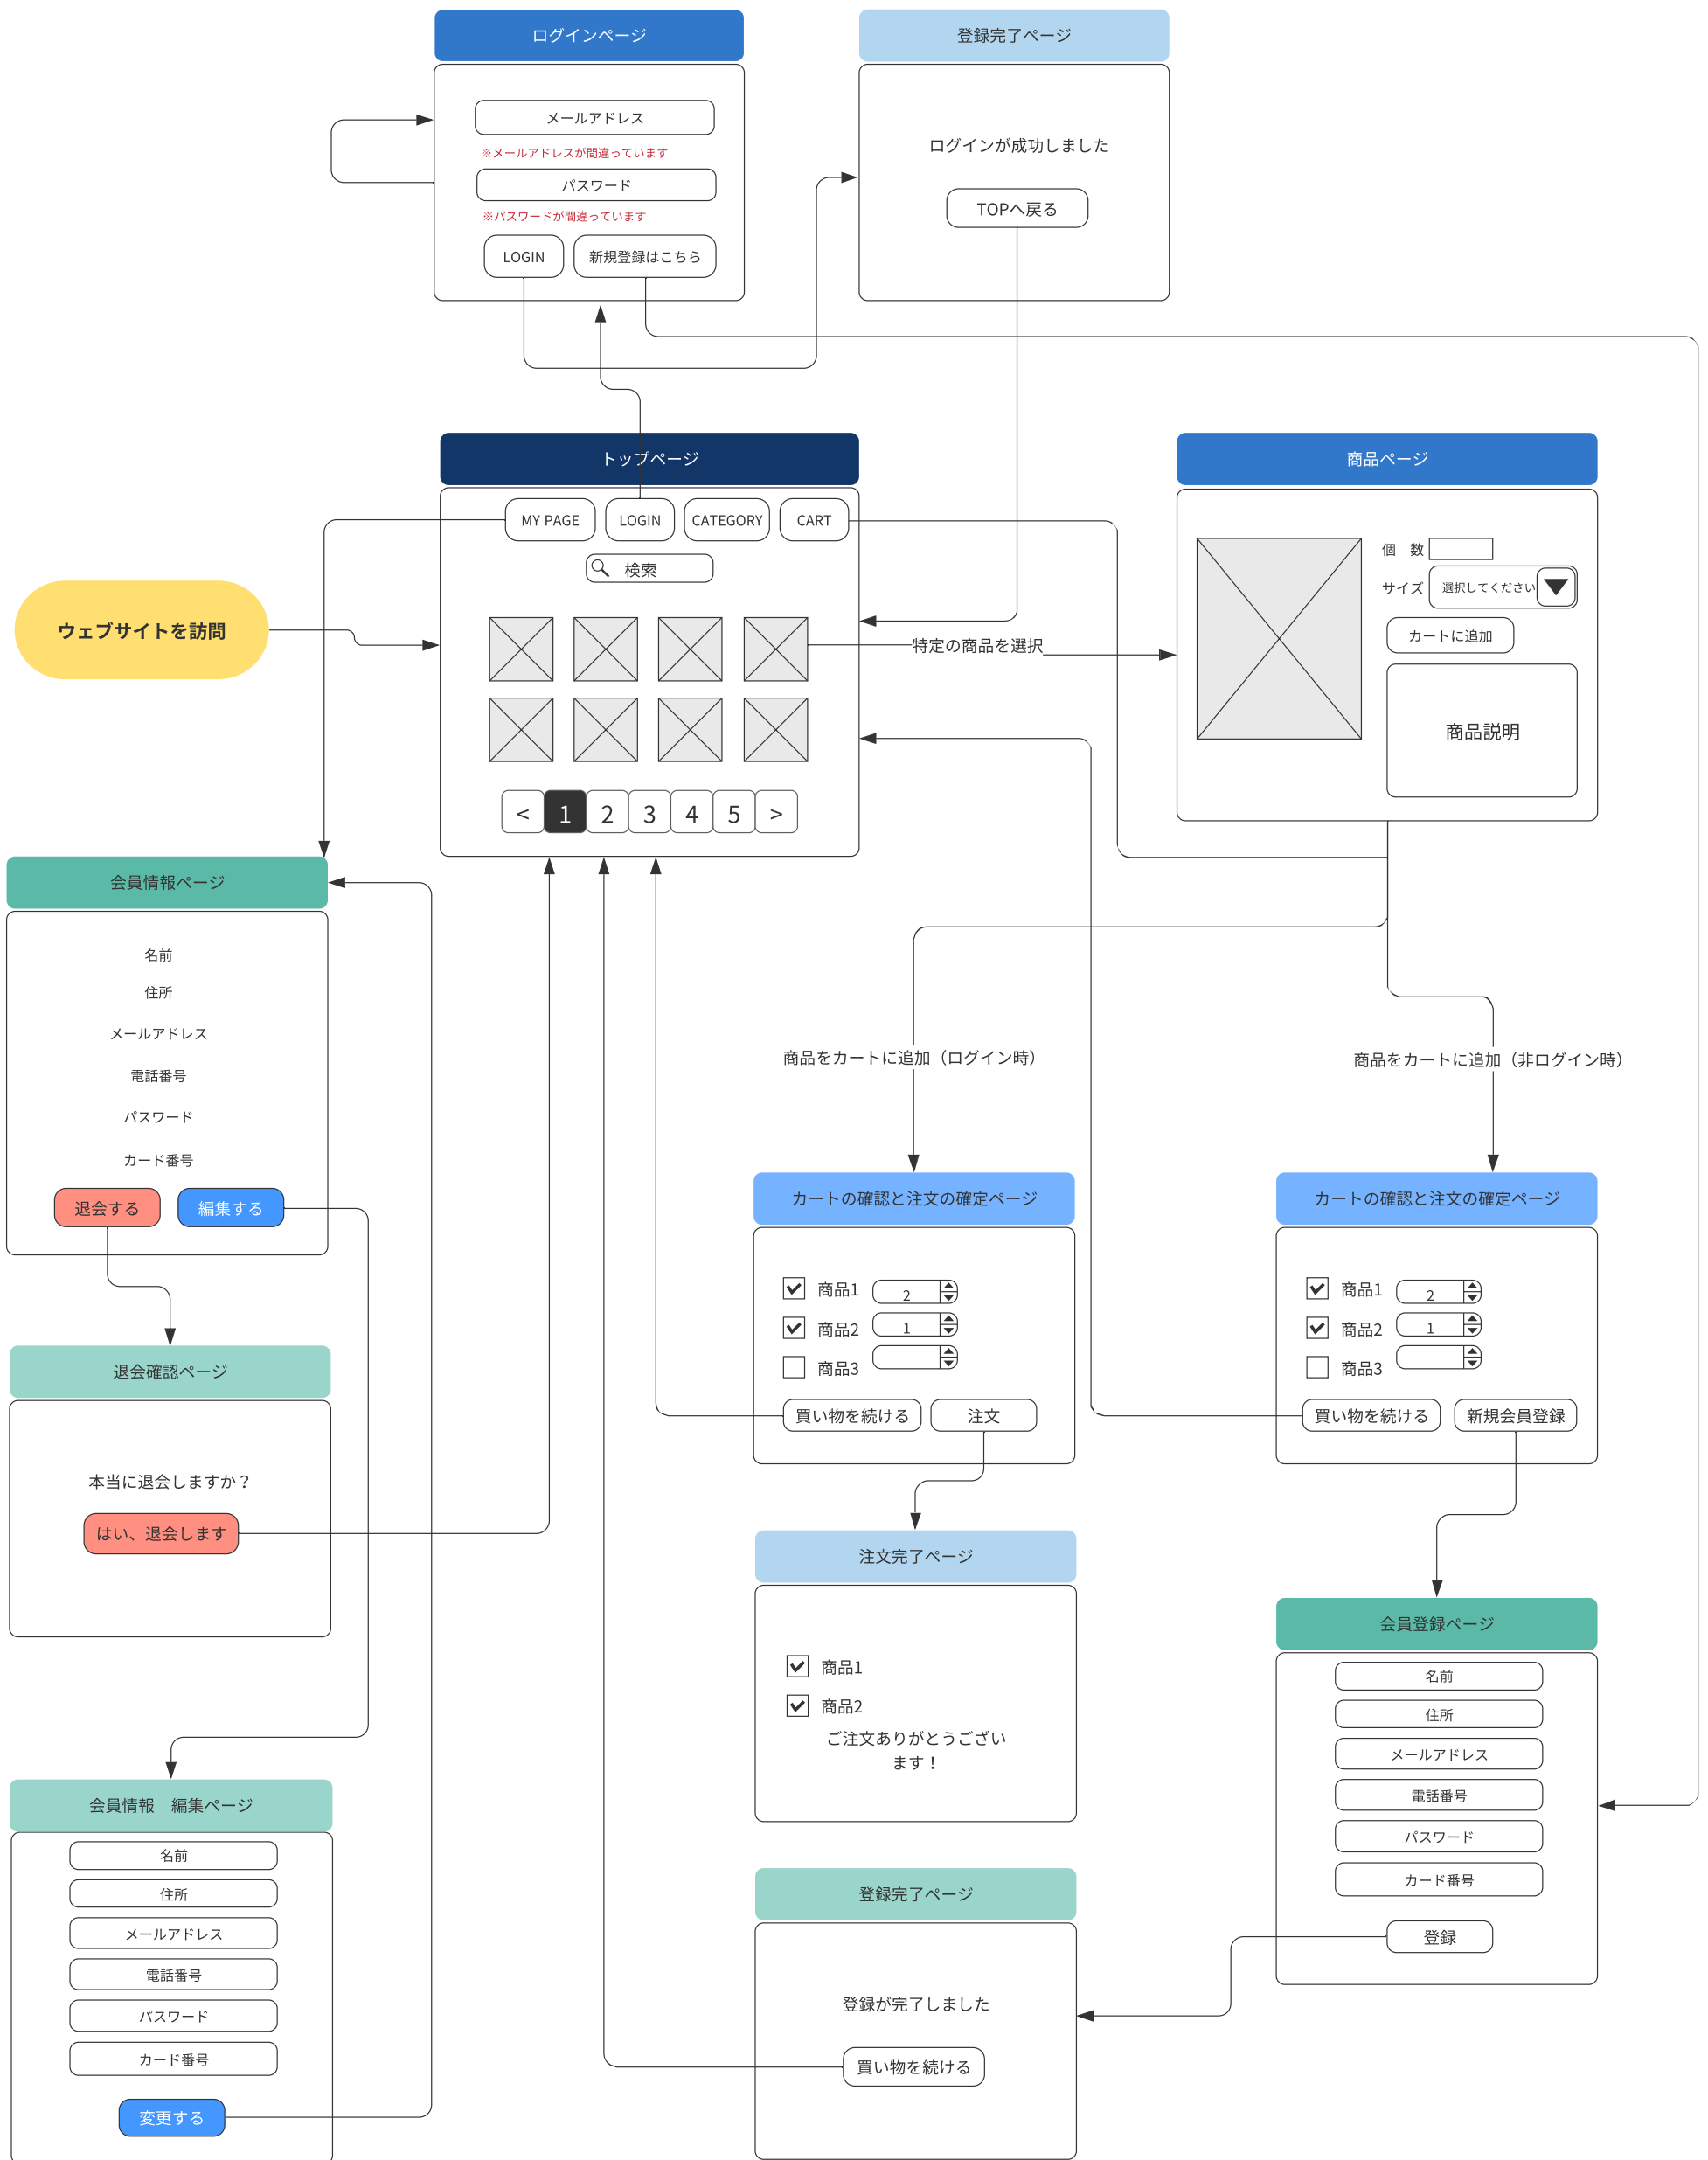 ログインページ
メールアドレス
※メールアドレスが間違っています
パスワード
※パスワードが間違っています
LOGIN
新規登録はこちら
登録完了ページ
ログインが成功しました
TOPへ戻る
ウェブサイトを訪問
トップページ
MY PAGE
LOGIN
CATEGORY
CART
検索
<
1
2
3
4
5
>
特定の商品を選択
商品ページ
個　数
サイズ
選択してください
カートに追加
商品説明
会員情報ページ
名前
住所
メールアドレス
電話番号
パスワード
カード番号
退会する
編集する
商品をカートに追加（ログイン時）
商品をカートに追加（非ログイン時）
カートの確認と注文の確定ページ
商品1
2
商品2
1
商品3
買い物を続ける
注文
カートの確認と注文の確定ページ
商品1
2
商品2
1
商品3
買い物を続ける
新規会員登録
退会確認ページ
本当に退会しますか？
はい、退会します
注文完了ページ
商品1
商品2
ご注文ありがとうござい
ます！
会員登録ページ
名前
住所
メールアドレス
電話番号
パスワード
カード番号
登録
会員情報　編集ページ
名前
住所
メールアドレス
電話番号
パスワード
カード番号
変更する
登録完了ページ
登録が完了しました
買い物を続ける